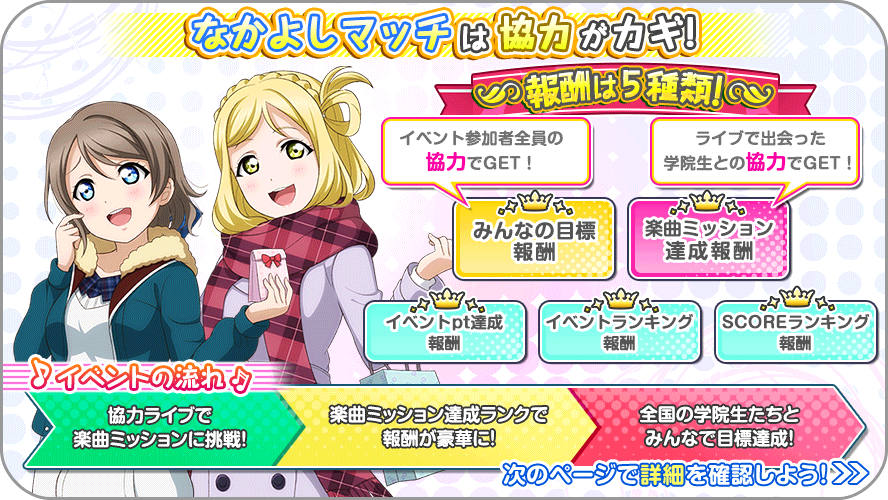 なかよしマッチは協力がカギ!
報酬は5種類!
イベント参加者全員の
協力でGET!
ライブで出会った
学院生との協力でGET!
みんなの目標
報酬
楽曲ミッション
達成報酬
イベントpt達成
報酬
イベントランキング
報酬
SCOREランキング
報酬
♪イベントの流れ♪
協力ライブで
楽曲ミッションに挑戦!
楽曲ミッション達成ランクで
報酬が豪華に!
全国の学院生たちと
みんなで目標達成!
次のページで詳細を確認しよう!>>